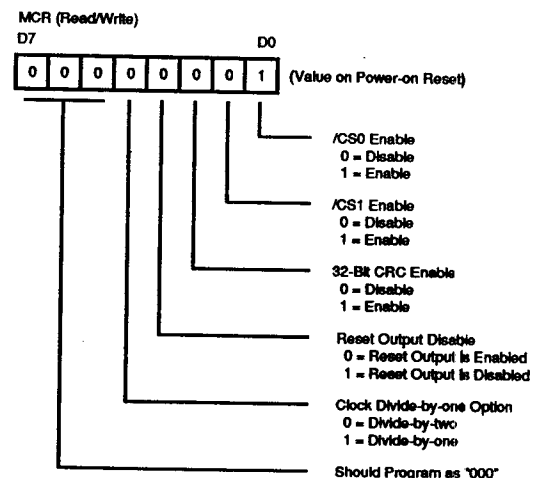 MCR (Read/Write)
D7 D0
0 0 0 0 0 0 0 1 (Value on Power-on Reset)
/CS0 Enable
0 = Disable
1 = Enable
/CS1 Enable
0 = Disable
1 = Enable
32-Bit CRC Enable
0 = Disable
1 = Enable
Reset Output Disable
0 = Reset Output Is Enabled
1 = Reset Output Is Disabled
Clock Divide-by-one Option
0 = Divide-by-two
1 = Divide-by-one
Should Program as "000"